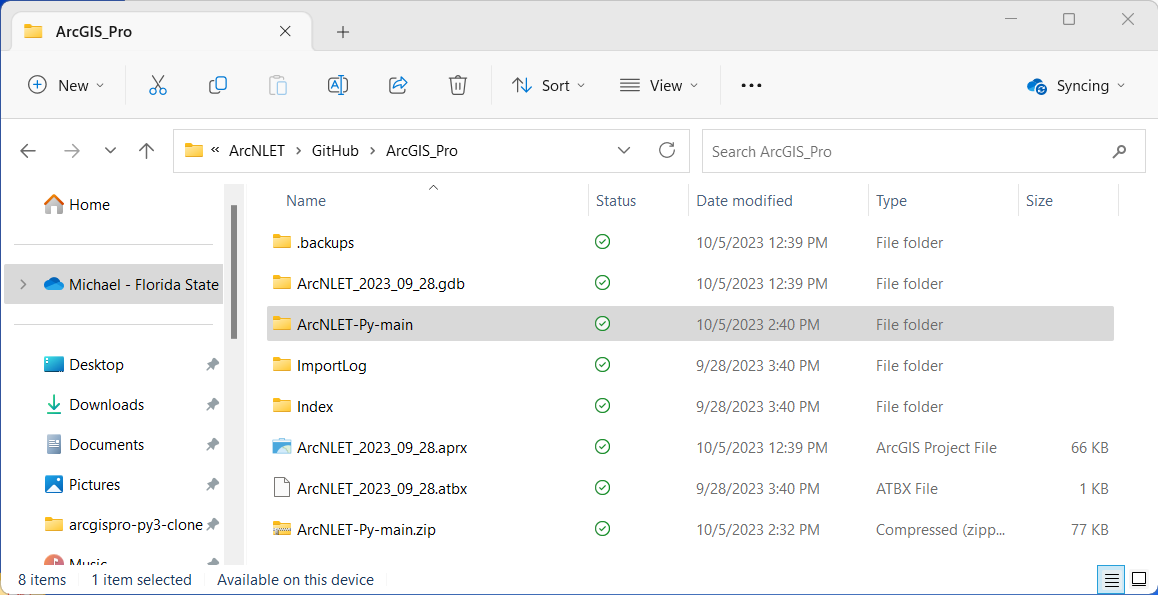 ArcGIS_Pro
New
Sort
View
Syncing
« ArcNLET > GitHub > ArcGIS_Pro
Search ArcGIS_Pro
Home
Michael - Florida State
Desktop
Downloads
Documents
Pictures
arcgispro-py3-clone
Music
Name Status Date modified Type Size
.backups 10/5/2023 12:39 PM File folder
ArcNLET_2023_09_28.gdb 10/5/2023 12:39 PM File folder
ArcNLET-Py-main 10/5/2023 2:40 PM File folder
ImportLog 9/28/2023 3:40 PM File folder
Index 9/28/2023 3:40 PM File folder
ArcNLET_2023_09_28.aprx 10/5/2023 12:39 PM ArcGIS Project File 66 KB
ArcNLET_2023_09_28.atbx 9/28/2023 3:40 PM ATBX File 1 KB
ArcNLET-Py-main.zip 10/5/2023 2:32 PM Compressed (zipp... 77 KB
8 items 1 item selected Available on this device